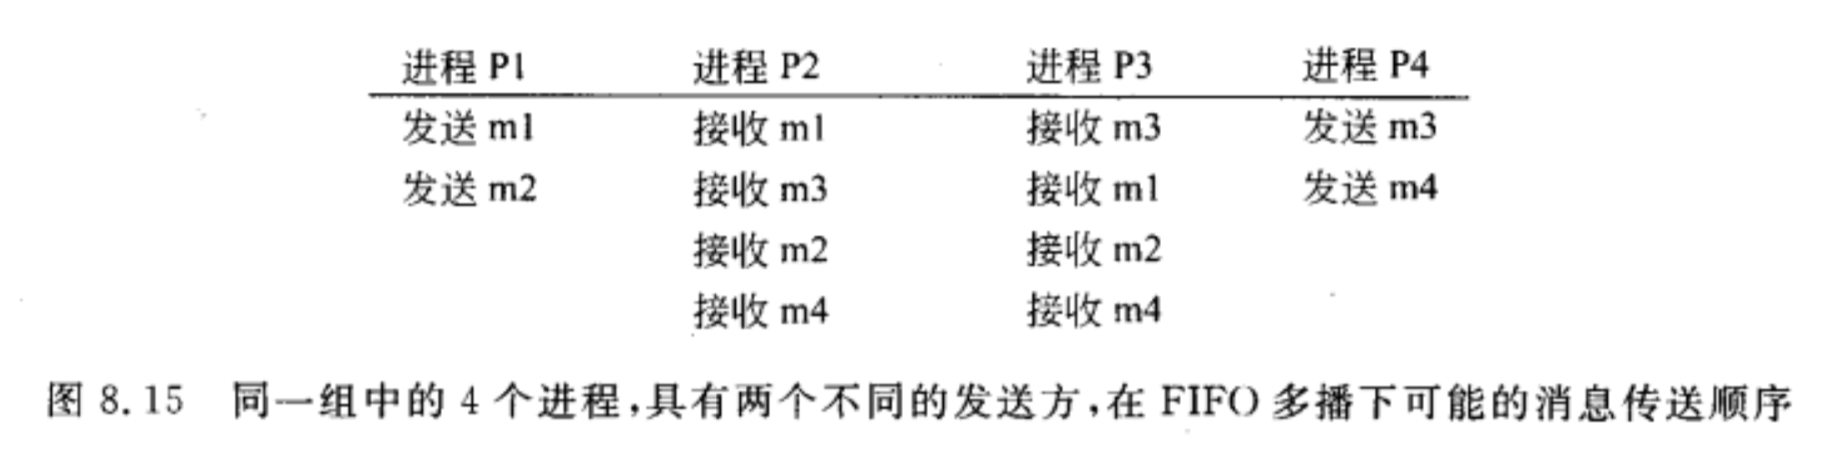 进程 P1 进程 P2 进程 P3 进程 P4
发送 m1 接收 m1 接收 m3 发送 m3
发送 m2 接收 m3 接收 m1 发送 m4
接收 m2 接收 m2
接收 m4 接收 m4
图 8.15 同一组中的 4 个进程,具有两个不同的发送方,在 FIFO 多播下可能的消息传送顺序